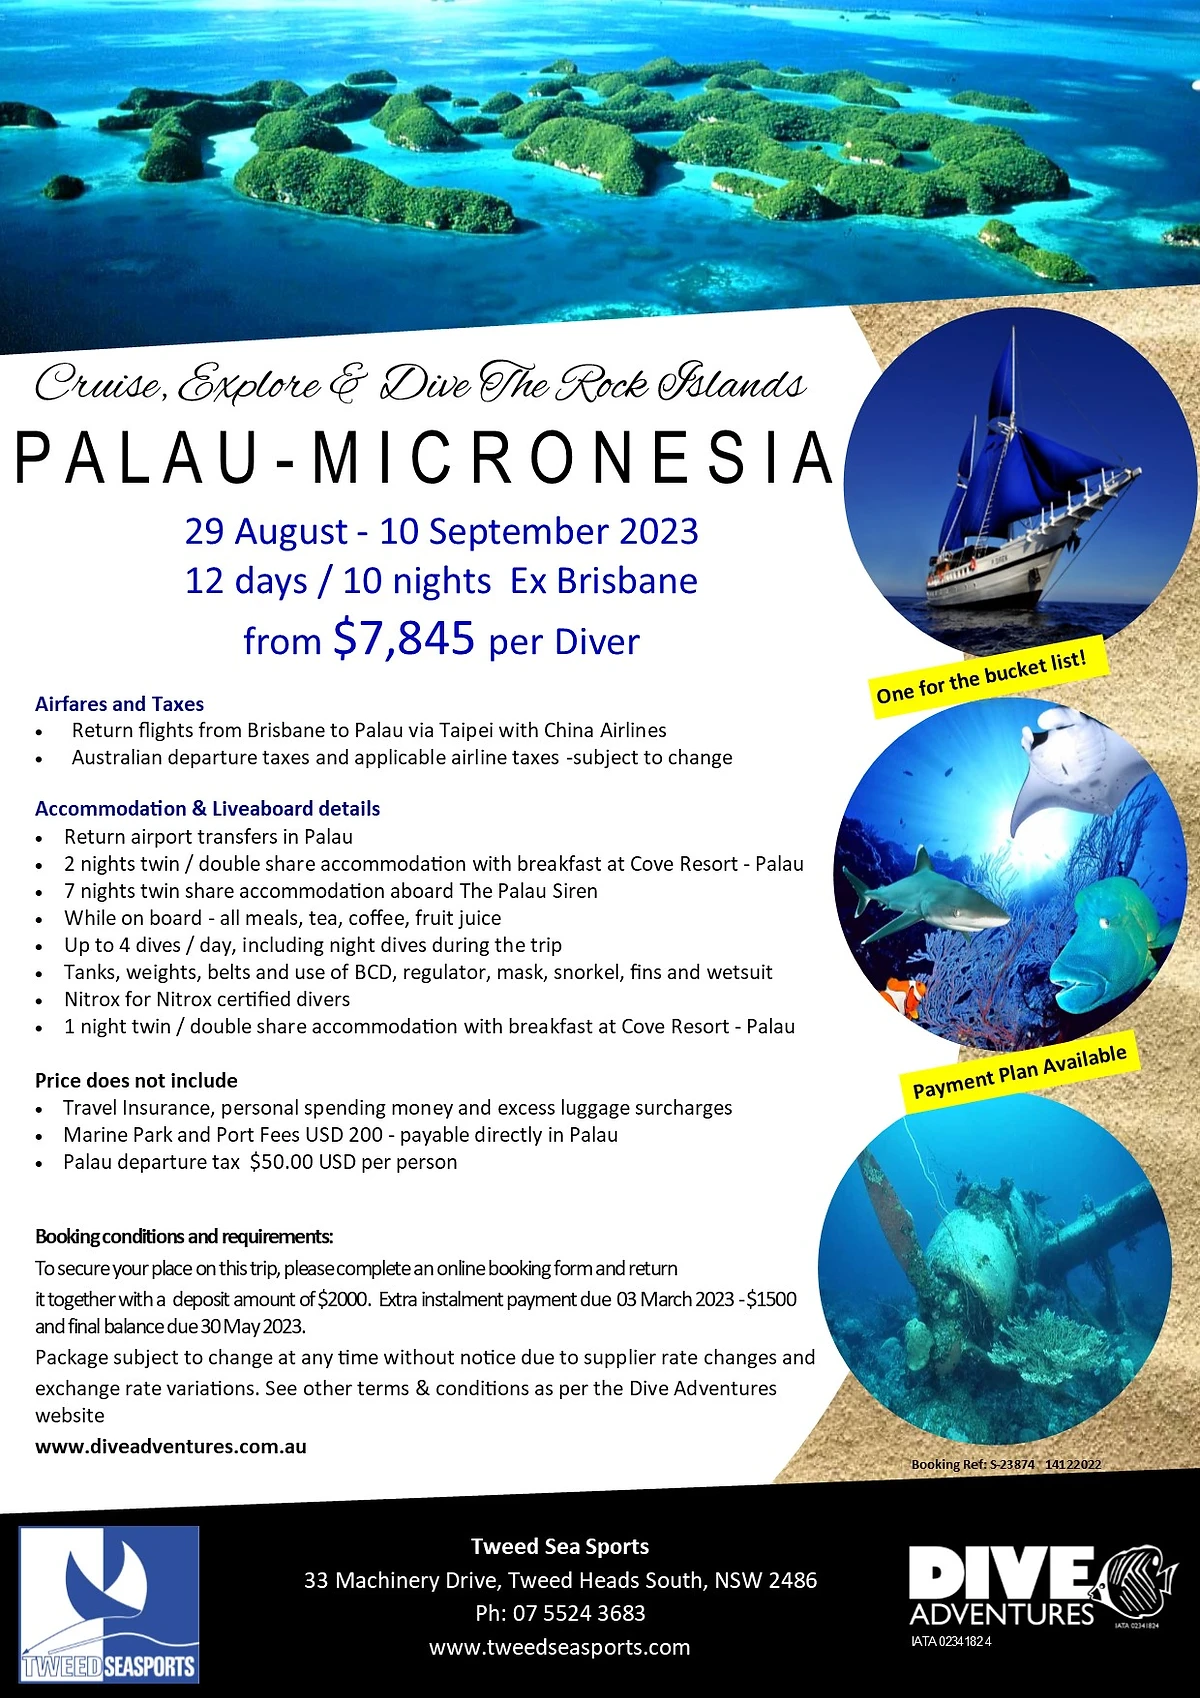 Cruise, Explore & Dive The Rock Islands
PALAU-MICRONESIA
29 August - 10 September 2023
12 days / 10 nights Ex Brisbane
from $7,845 per Diver
One for the bucket list!
Airfares and Taxes
• Return flights from Brisbane to Palau via Taipei with China Airlines
• Australian departure taxes and applicable airline taxes -subject to change
Accommodation & Liveaboard details
• Return airport transfers in Palau
• 2 nights twin / double share accommodation with breakfast at Cove Resort - Palau
• 7 nights twin share accommodation aboard The Palau Siren
• While on board - all meals, tea, coffee, fruit juice
• Up to 4 dives / day, including night dives during the trip
• Tanks, weights, belts and use of BCD, regulator, mask, snorkel, fins and wetsuit
• Nitrox for Nitrox certified divers
• 1 night twin / double share accommodation with breakfast at Cove Resort - Palau
Payment Plan Available
Price does not include
• Travel Insurance, personal spending money and excess luggage surcharges
• Marine Park and Port Fees USD 200 - payable directly in Palau
• Palau departure tax $50.00 USD per person
Booking conditions and requirements:
To secure your place on this trip, please complete an online booking form and return
it together with a deposit amount of $2000. Extra instalment payment due 03 March 2023 - $1500
and final balance due 30 May 2023.
Package subject to change at any time without notice due to supplier rate changes and
exchange rate variations. See other terms & conditions as per the Dive Adventures
website
www.diveadventures.com.au
Booking Ref: S-23874 14122022
TWEEDSEASPORTS
Tweed Sea Sports
33 Machinery Drive, Tweed Heads South, NSW 2486
Ph: 07 5524 3683
www.tweedseasports.com
DIVE
ADVENTURES
IATA 02341824
IATA 02341824